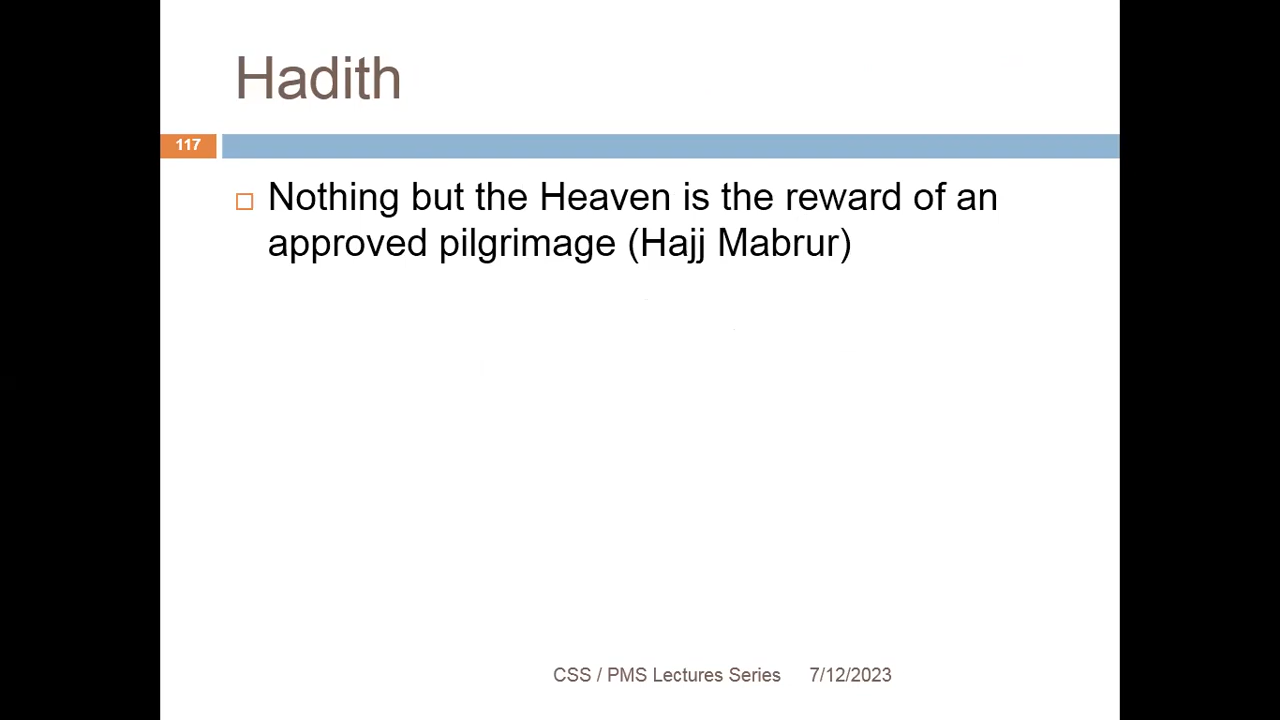 Hadith
117
Nothing but the Heaven is the reward of an
approved pilgrimage (Hajj Mabrur)
CSS / PMS Lectures Series 7/12/2023